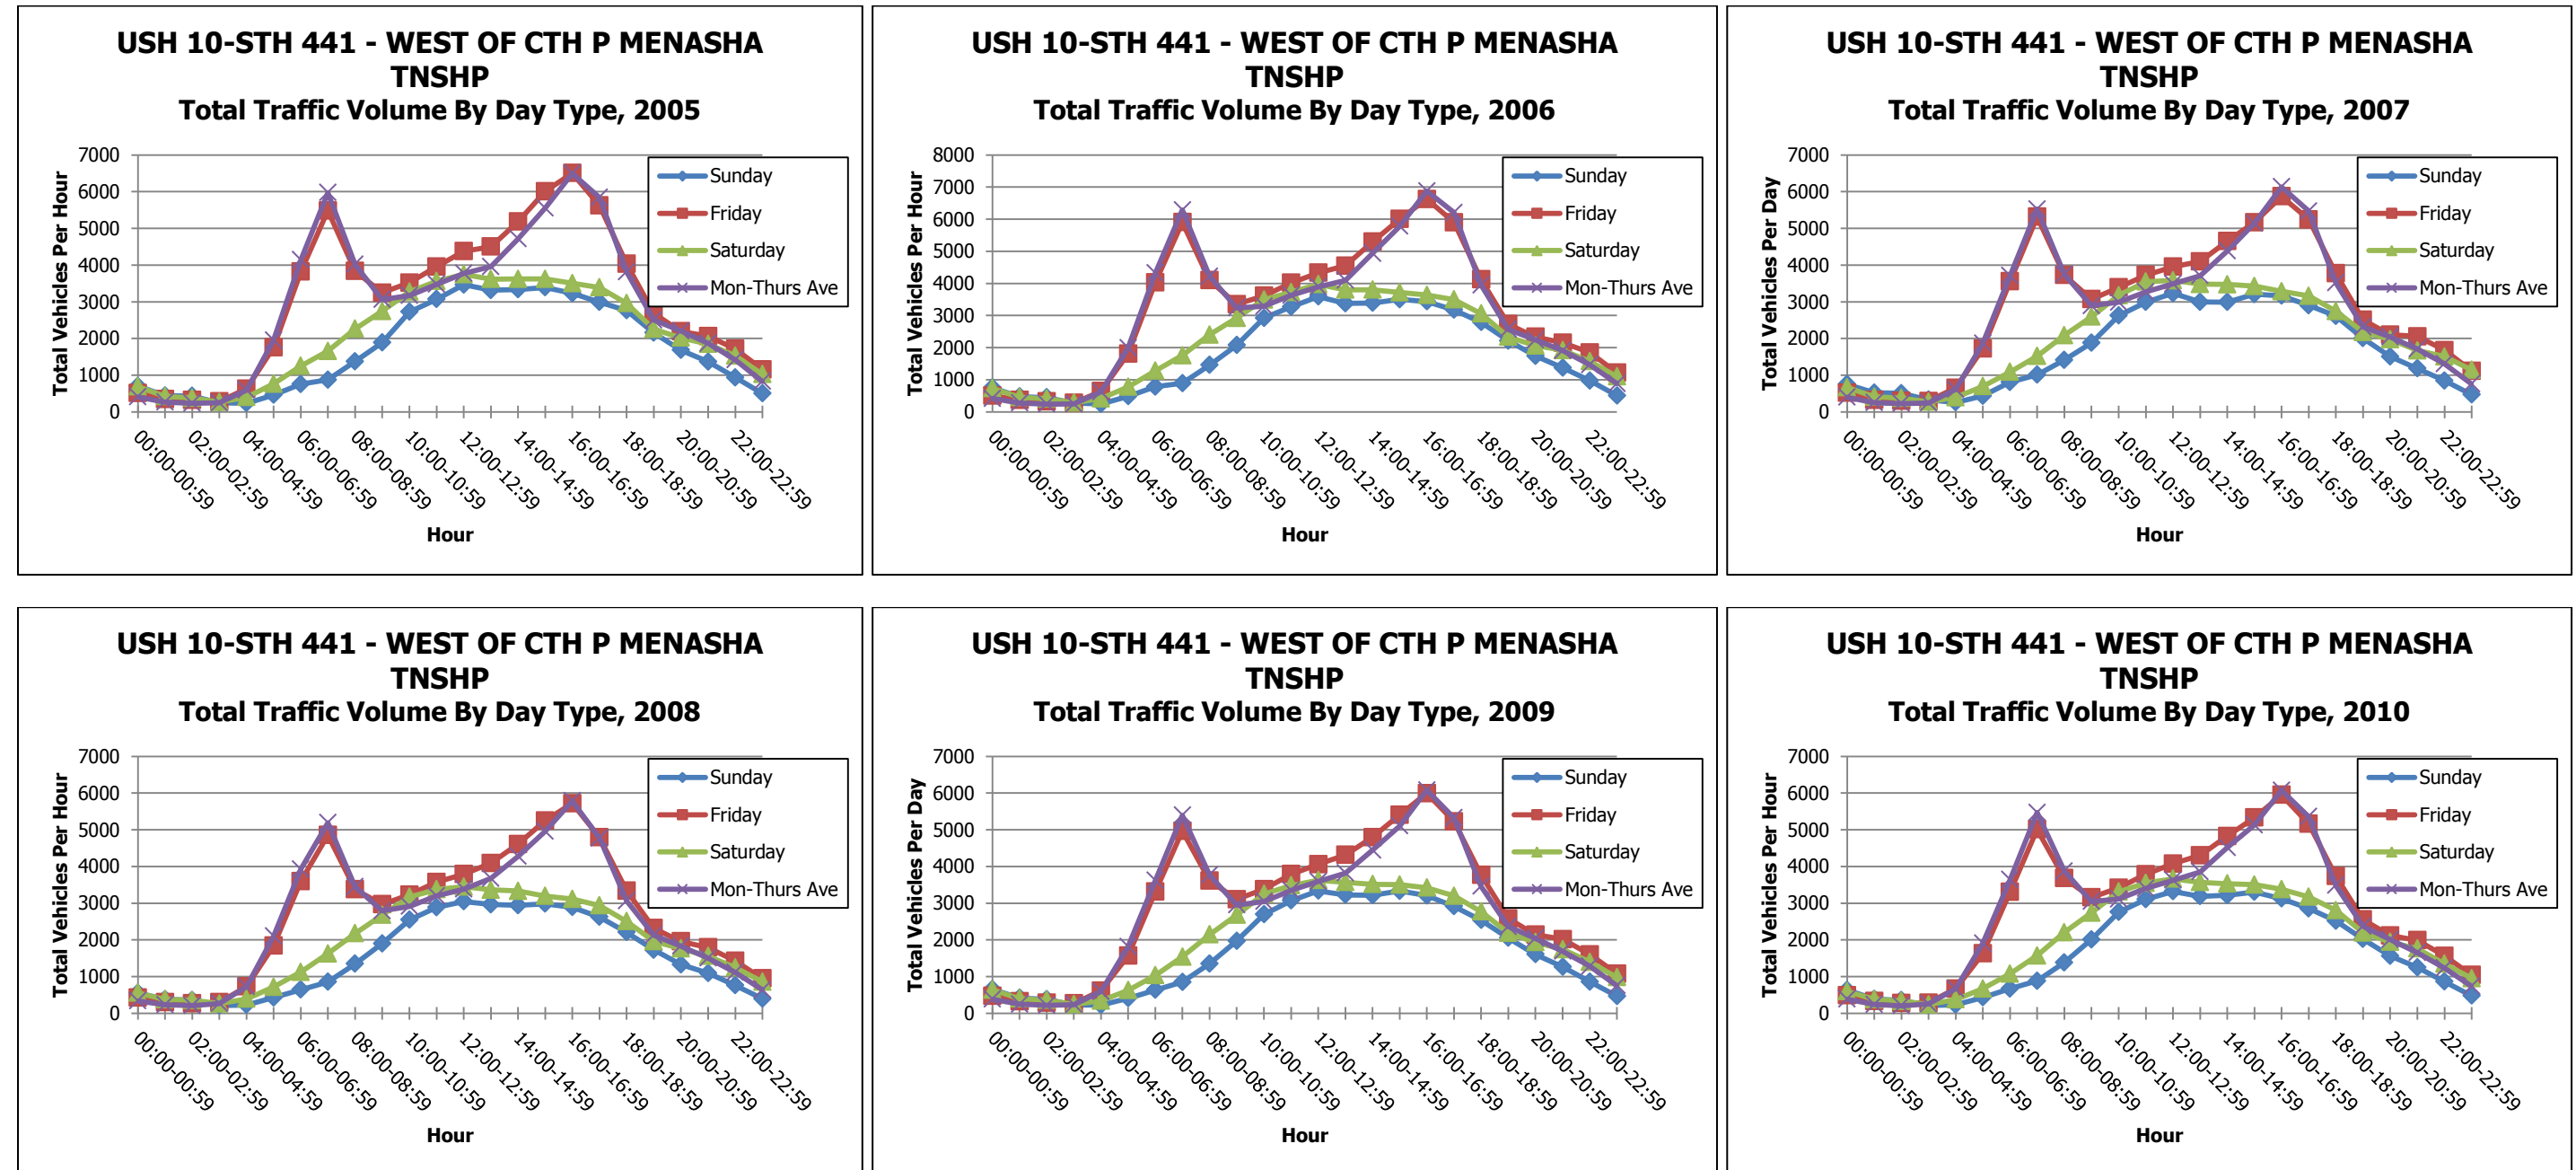 USH 10-STH 441 - WEST OF CTH P MENASHA
TNSHP
Total Traffic Volume By Day Type, 2005
Total Vehicles Per Hour
7000
6000
5000
4000
3000
2000
1000
0
Sunday
Friday
Saturday
Mon-Thurs Ave
00:00-00:59
02:00-02:59
04:00-04:59
06:00-06:59
08:00-08:59
10:00-10:59
12:00-12:59
14:00-14:59
16:00-16:59
18:00-18:59
20:00-20:59
22:00-22:59
Hour
USH 10-STH 441 - WEST OF CTH P MENASHA
TNSHP
Total Traffic Volume By Day Type, 2006
Total Vehicles Per Hour
8000
7000
6000
5000
4000
3000
2000
1000
0
Sunday
Friday
Saturday
Mon-Thurs Ave
00:00-00:59
02:00-02:59
04:00-04:59
06:00-06:59
08:00-08:59
10:00-10:59
12:00-12:59
14:00-14:59
16:00-16:59
18:00-18:59
20:00-20:59
22:00-22:59
Hour
USH 10-STH 441 - WEST OF CTH P MENASHA
TNSHP
Total Traffic Volume By Day Type, 2007
Total Vehicles Per Day
7000
6000
5000
4000
3000
2000
1000
0
Sunday
Friday
Saturday
Mon-Thurs Ave
00:00-00:59
02:00-02:59
04:00-04:59
06:00-06:59
08:00-08:59
10:00-10:59
12:00-12:59
14:00-14:59
16:00-16:59
18:00-18:59
20:00-20:59
22:00-22:59
Hour
USH 10-STH 441 - WEST OF CTH P MENASHA
TNSHP
Total Traffic Volume By Day Type, 2008
Total Vehicles Per Hour
7000
6000
5000
4000
3000
2000
1000
0
Sunday
Friday
Saturday
Mon-Thurs Ave
00:00-00:59
02:00-02:59
04:00-04:59
06:00-06:59
08:00-08:59
10:00-10:59
12:00-12:59
14:00-14:59
16:00-16:59
18:00-18:59
20:00-20:59
22:00-22:59
Hour
USH 10-STH 441 - WEST OF CTH P MENASHA
TNSHP
Total Traffic Volume By Day Type, 2009
Total Vehicles Per Day
7000
6000
5000
4000
3000
2000
1000
0
Sunday
Friday
Saturday
Mon-Thurs Ave
00:00-00:59
02:00-02:59
04:00-04:59
06:00-06:59
08:00-08:59
10:00-10:59
12:00-12:59
14:00-14:59
16:00-16:59
18:00-18:59
20:00-20:59
22:00-22:59
Hour
USH 10-STH 441 - WEST OF CTH P MENASHA
TNSHP
Total Traffic Volume By Day Type, 2010
Total Vehicles Per Hour
7000
6000
5000
4000
3000
2000
1000
0
Sunday
Friday
Saturday
Mon-Thurs Ave
00:00-00:59
02:00-02:59
04:00-04:59
06:00-06:59
08:00-08:59
10:00-10:59
12:00-12:59
14:00-14:59
16:00-16:59
18:00-18:59
20:00-20:59
22:00-22:59
Hour